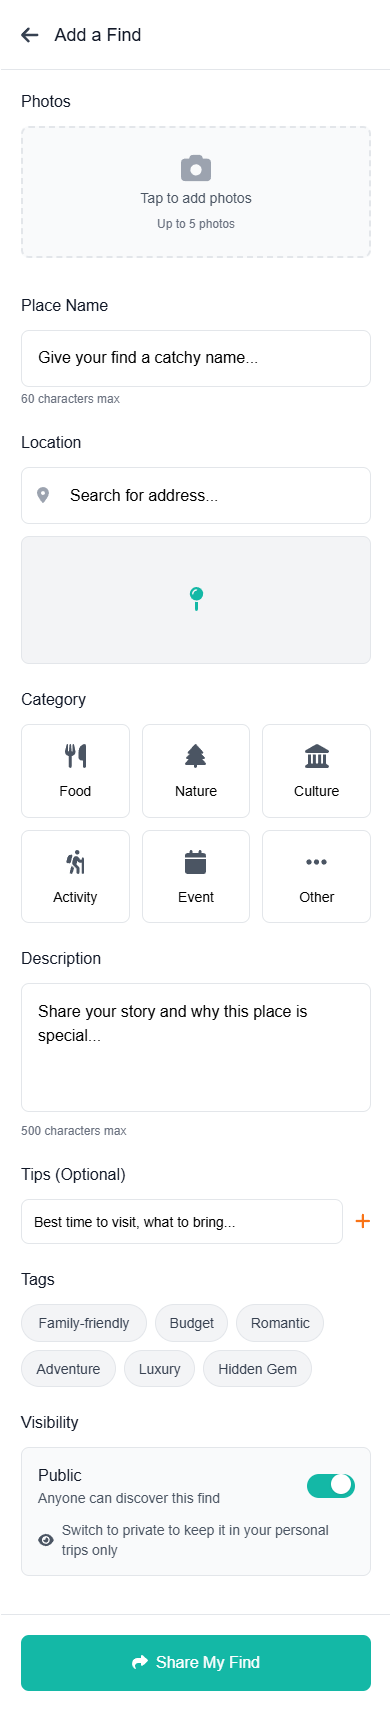 Add a Find
Photos
Tap to add photos
Up to 5 photos
Place Name
Give your find a catchy name...
60 characters max
Location
Search for address...
Category
Food
Nature
Culture
Activity
Event
Other
Description
Share your story and why this place is
special...
500 characters max
Tips (Optional)
Best time to visit, what to bring...
Tags
Family-friendly
Budget
Romantic
Adventure
Luxury
Hidden Gem
Visibility
Public
Anyone can discover this find
Switch to private to keep it in your personal
trips only
Share My Find